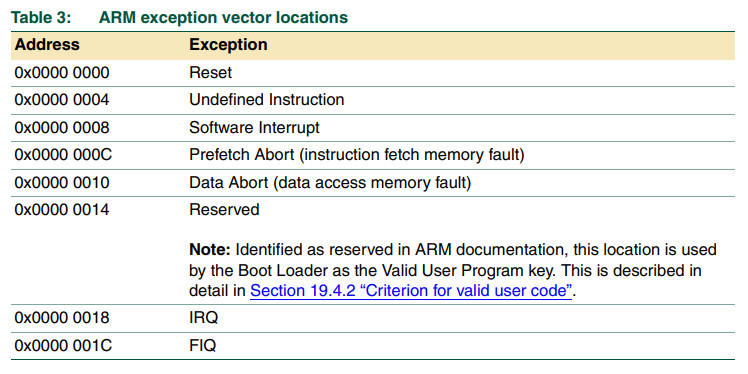 Table 3: ARM exception vector locations
Address Exception
0x0000 0000 Reset
0x0000 0004 Undefined Instruction
0x0000 0008 Software Interrupt
0x0000 000C Prefetch Abort (instruction fetch memory fault)
0x0000 0010 Data Abort (data access memory fault)
0x0000 0014 Reserved
Note: Identified as reserved in ARM documentation, this location is used
by the Boot Loader as the Valid User Program key. This is described in
detail in Section 19.4.2 “Criterion for valid user code”.
0x0000 0018 IRQ
0x0000 001C FIQ